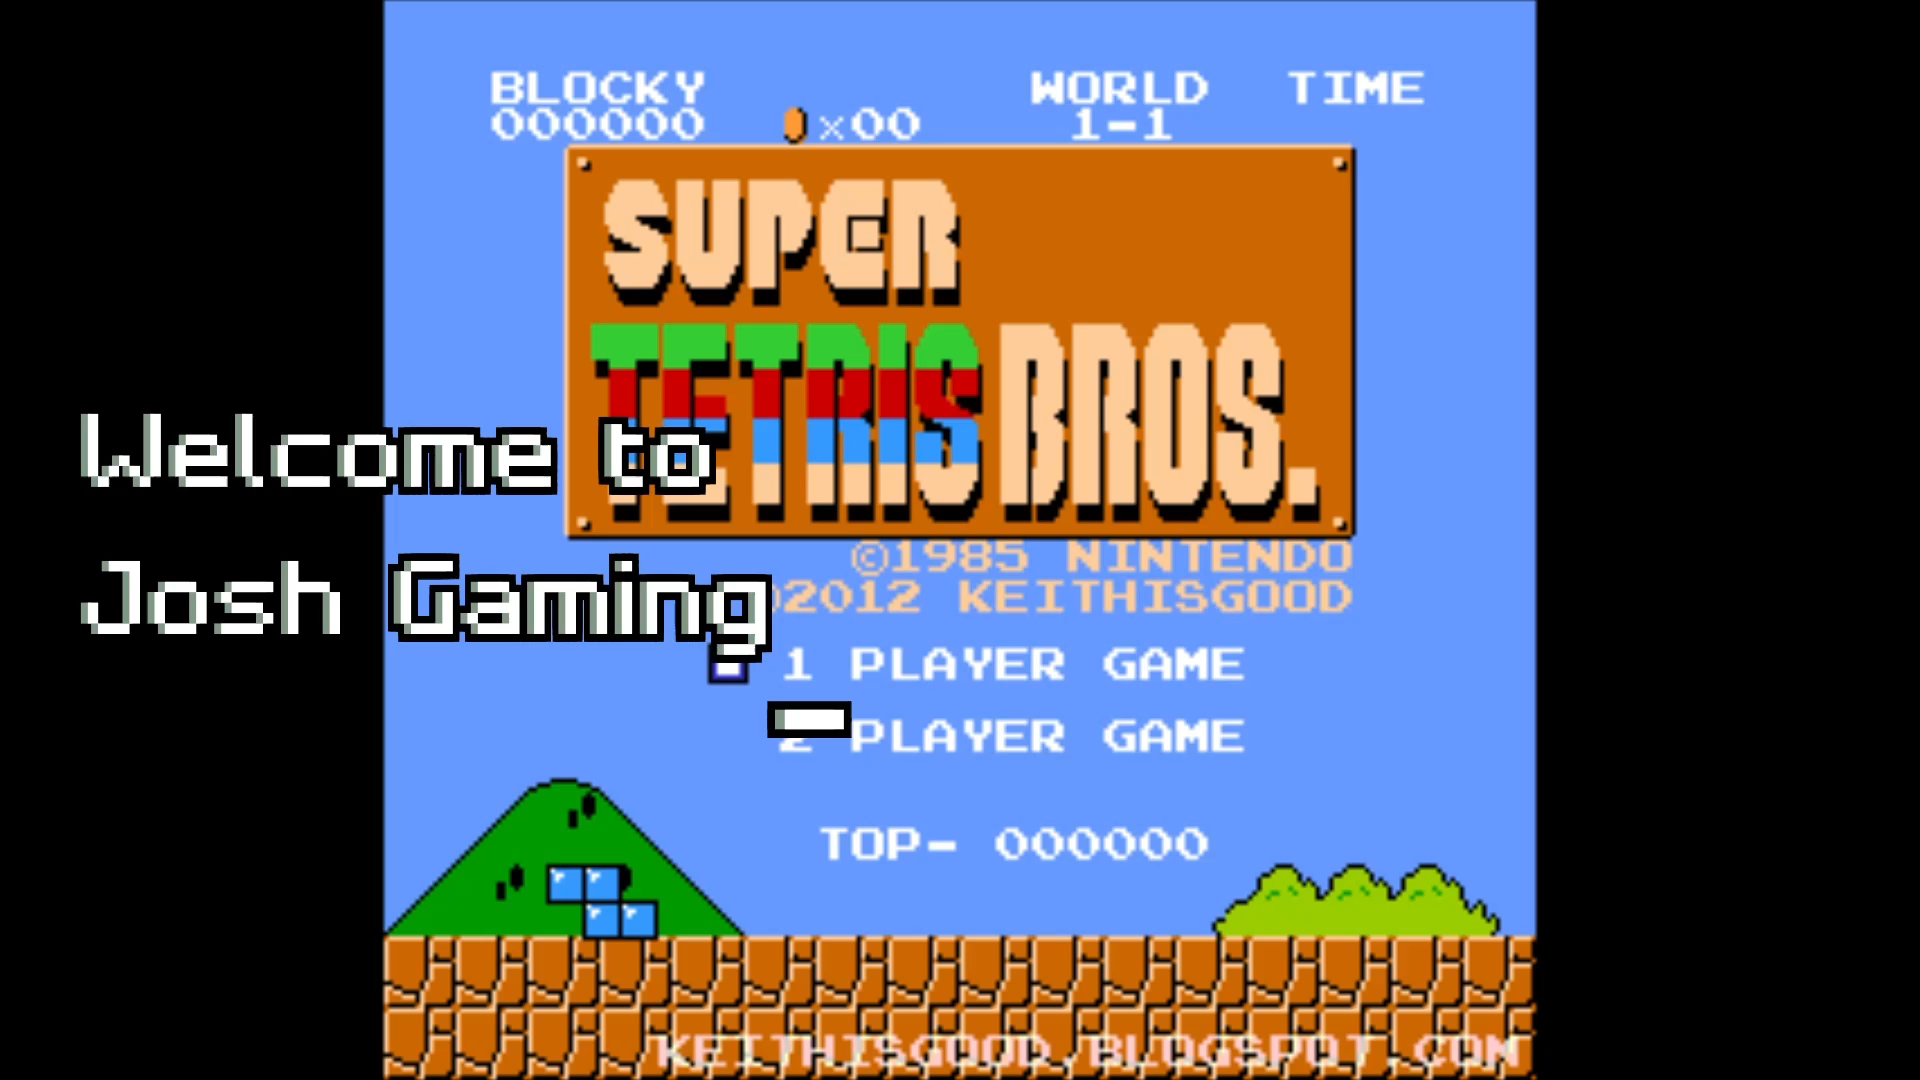 BLOCKY WORLD TIME
000000 ×00 1-1
SUPER
TETRIS BROS.
Welcome to
©1985 NINTENDO
Josh Gaming
2012 KEITHISGOOD
1 PLAYER GAME
2 PLAYER GAME
TOP- 000000
KEITHISGOOD.BLOGSPOT.COM